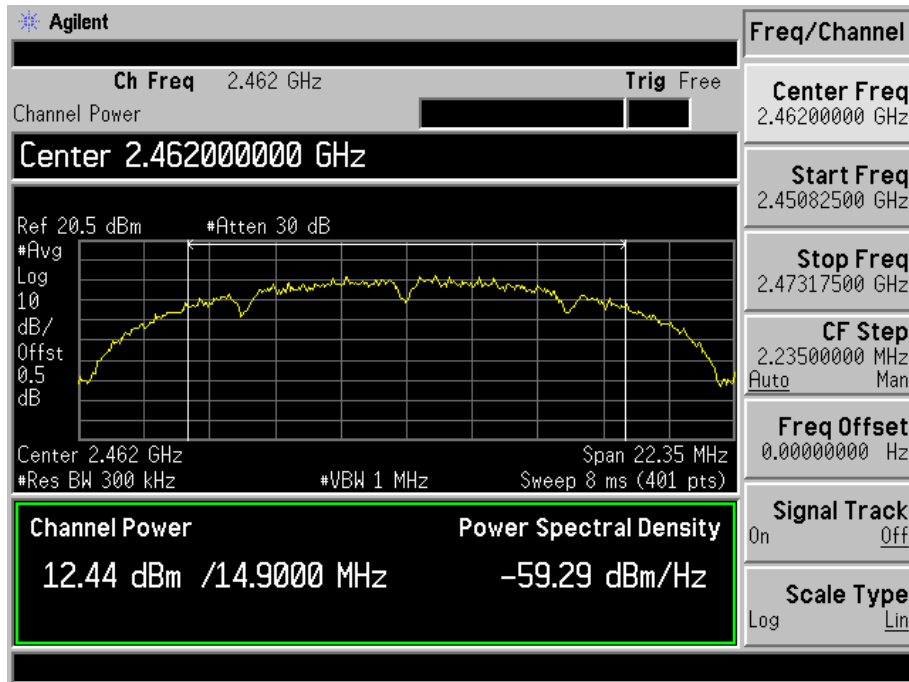 Agilent
Freq/Channel
Ch Freq 2.462 GHz Trig Free
Channel Power
Center 2.462000000 GHz
Ref 20.5 dBm #Atten 30 dB
#Avg
Log
10
dB/
Offst
0.5
dB
Center 2.462 GHz Span 22.35 MHz
#Res BW 300 kHz #VBW 1 MHz Sweep 8 ms (401 pts)
Channel Power Power Spectral Density
12.44 dBm /14.9000 MHz -59.29 dBm/Hz
Center Freq
2.46200000 GHz
Start Freq
2.45082500 GHz
Stop Freq
2.47317500 GHz
CF Step
2.23500000 MHz
Auto Man
Freq Offset
0.00000000 Hz
Signal Track
On Off
Scale Type
Log Lin